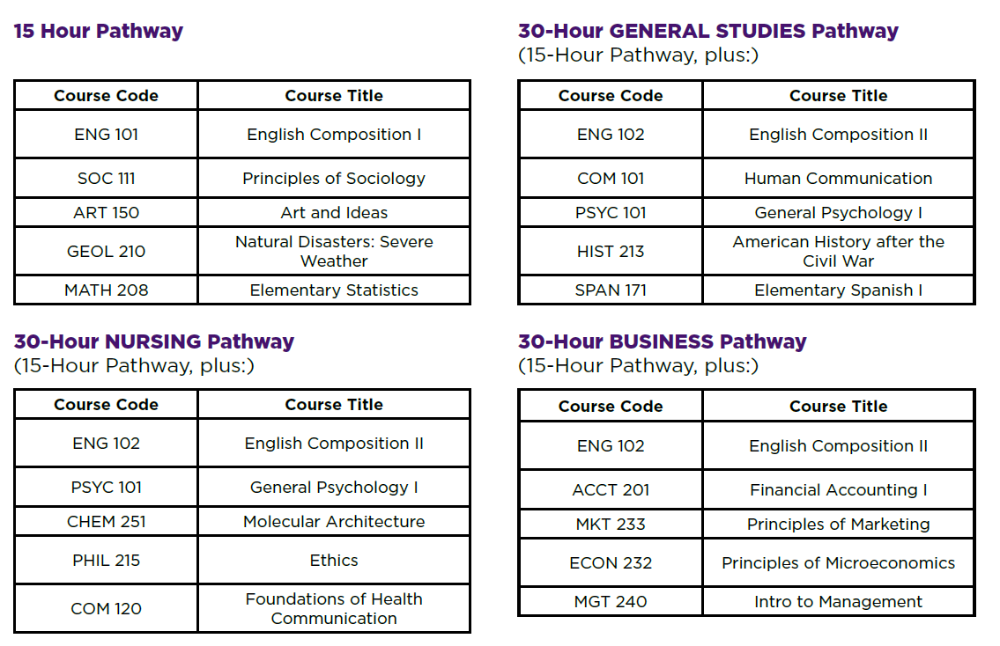 15 Hour Pathway
Course Code Course Title
ENG 101 English Composition I
SOC 111 Principles of Sociology
ART 150 Art and Ideas
GEOL 210 Natural Disasters: Severe
Weather
MATH 208 Elementary Statistics
30-Hour GENERAL STUDIES Pathway
(15-Hour Pathway, plus:)
Course Code Course Title
ENG 102 English Composition II
COM 101 Human Communication
PSYC 101 General Psychology I
HIST 213 American History after the
Civil War
SPAN 171 Elementary Spanish I
30-Hour NURSING Pathway
(15-Hour Pathway, plus:)
Course Code Course Title
ENG 102 English Composition II
PSYC 101 General Psychology I
CHEM 251 Molecular Architecture
PHIL 215 Ethics
COM 120 Foundations of Health
Communication
30-Hour BUSINESS Pathway
(15-Hour Pathway, plus:)
Course Code Course Title
ENG 102 English Composition II
ACCT 201 Financial Accounting I
MKT 233 Principles of Marketing
ECON 232 Principles of Microeconomics
MGT 240 Intro to Management